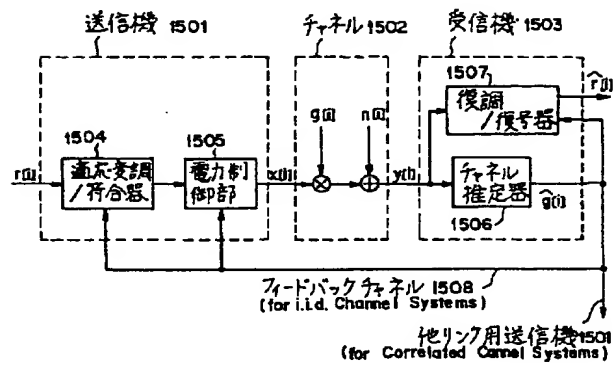 送信機 1501
チャネル 1502
受信機 1503
1507
r̂[i]
復調
/復号器
g[i]
n[i]
1504
適応変調
/符合器
1505
電力制
御部
r[i]
x[i]
y[i]
チャネル
推定器
1506
ĝ[i]
フィードバックチャネル 1508
(for i.i.d. Channel Systems)
他リンク用送信機1501
(for Correlated Cannel Systems)